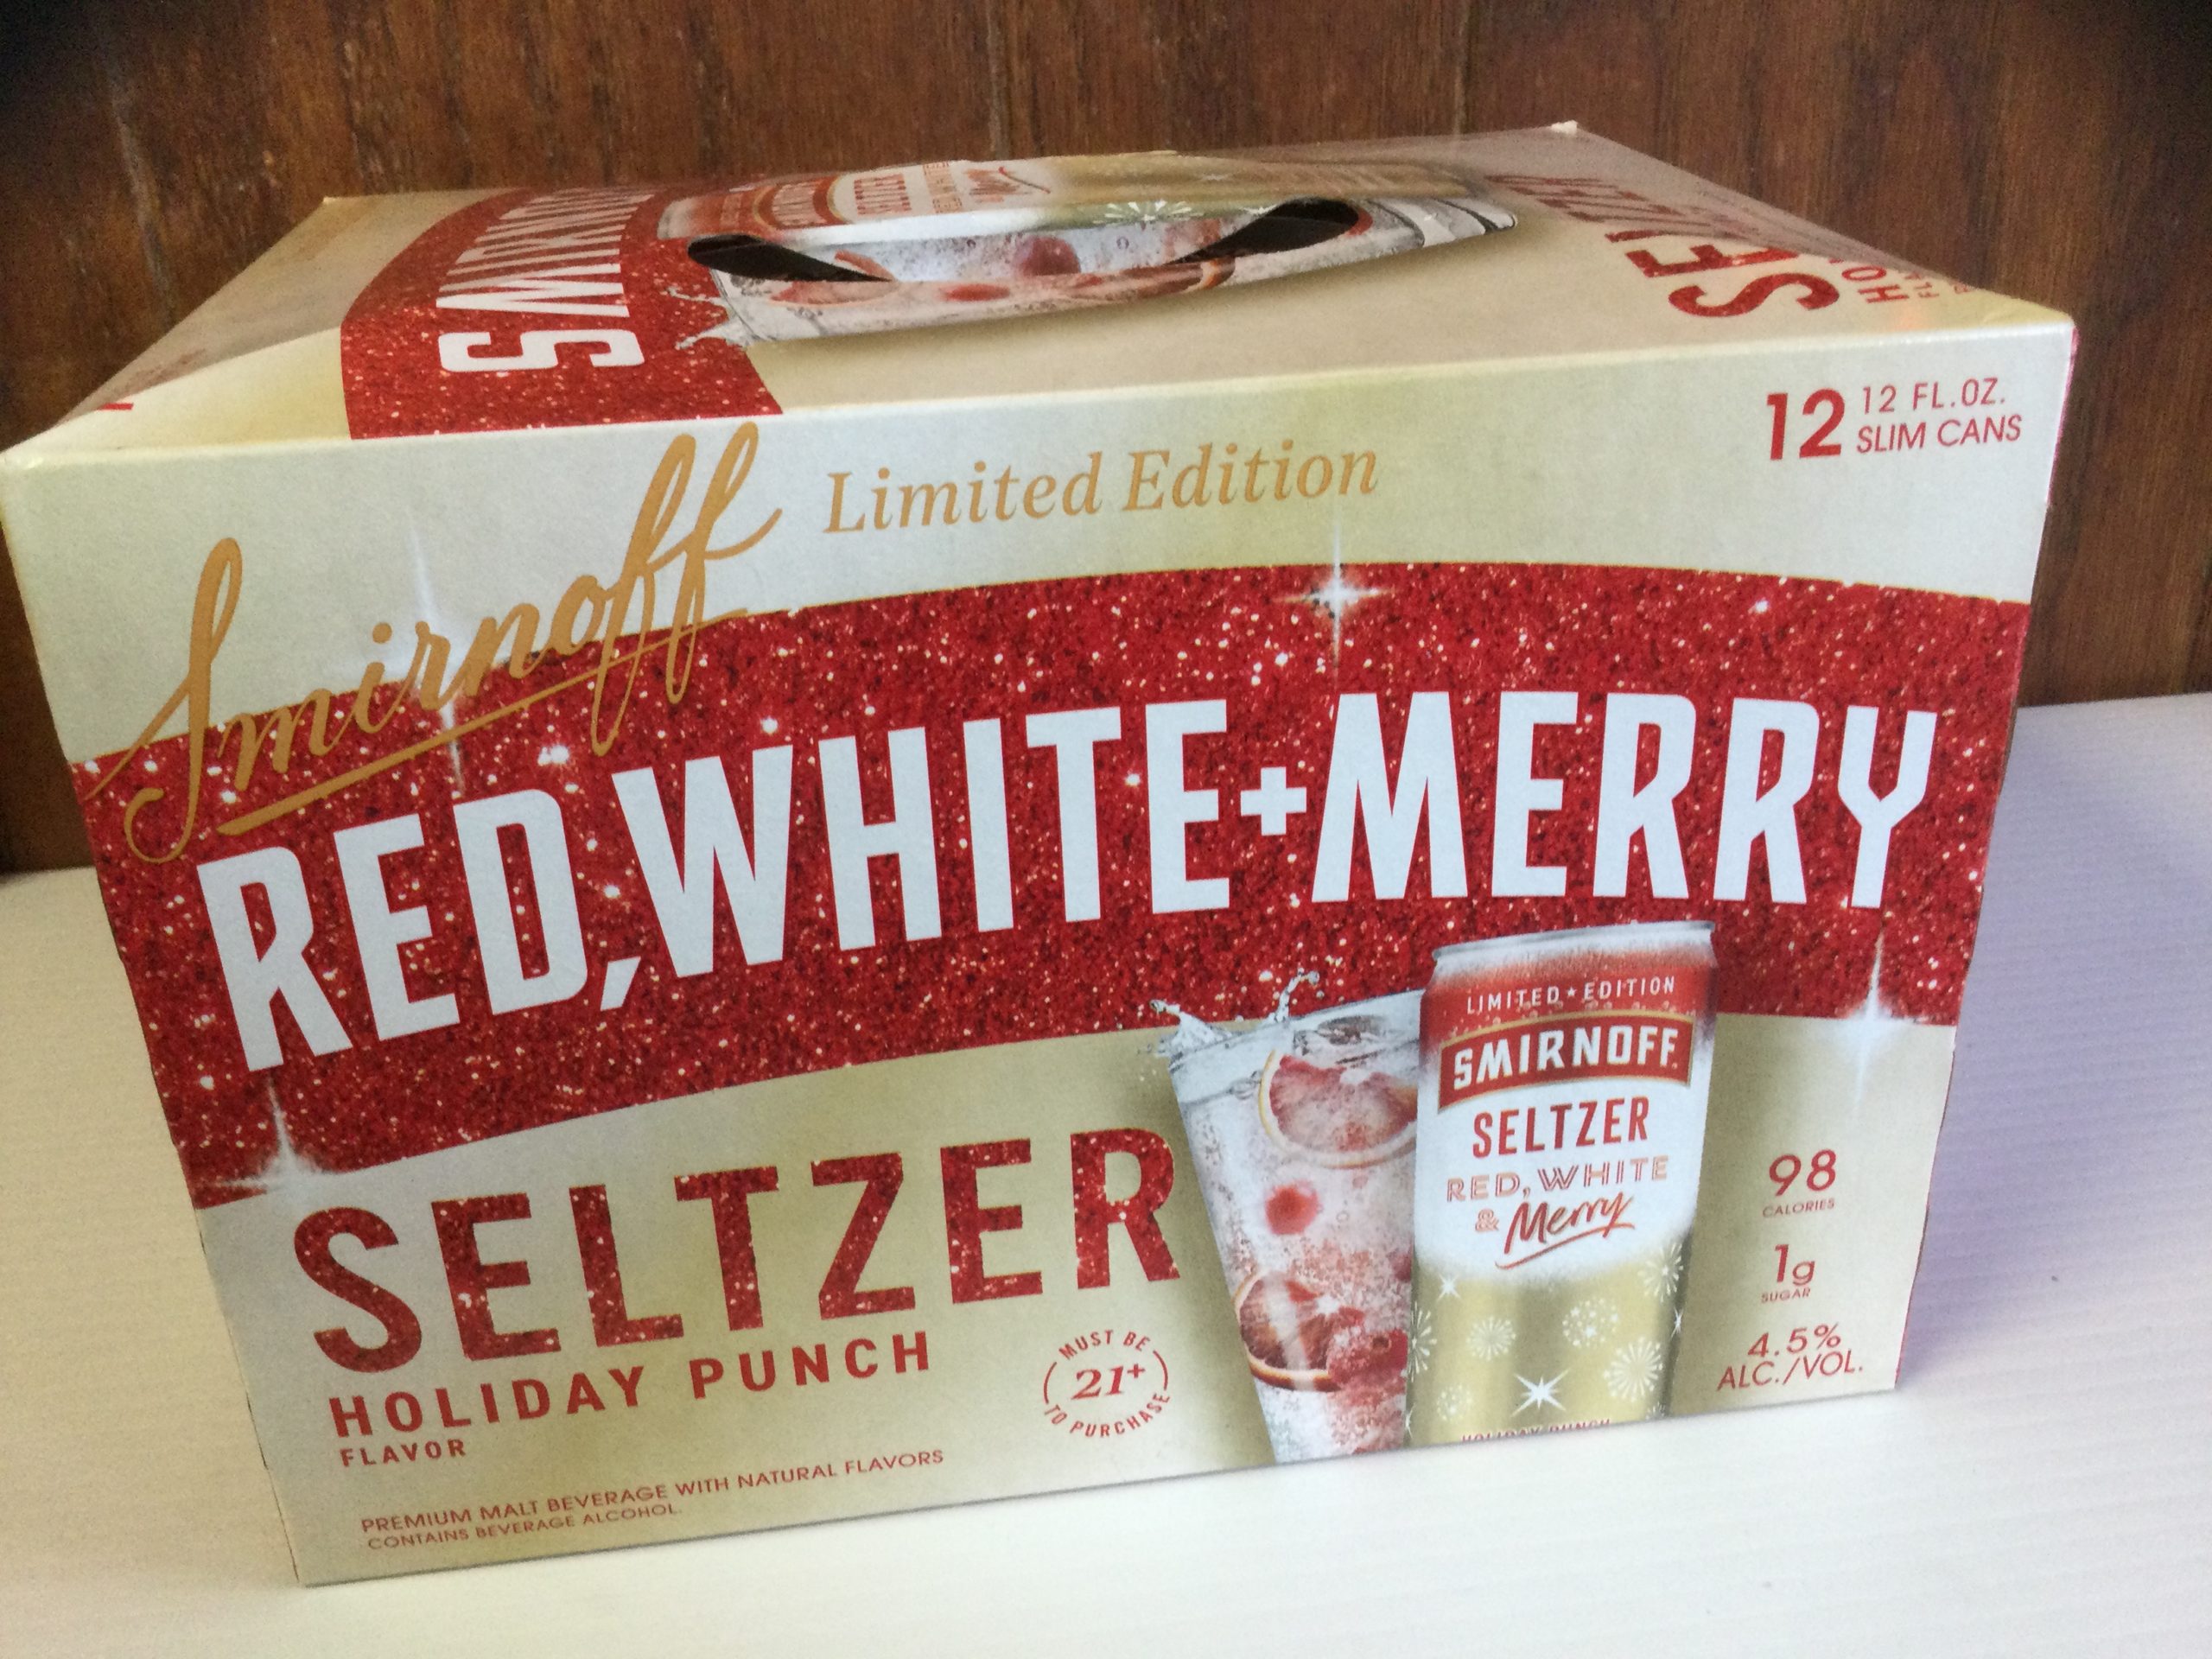 SMIRNOFF
SELTZER
12 12 FL.OZ.
SLIM CANS
Smirnoff
Limited Edition
RED, WHITE+MERRY
SELTZER
HOLIDAY PUNCH
FLAVOR
MUST BE
21+
TO PURCHASE
PREMIUM MALT BEVERAGE WITH NATURAL FLAVORS
CONTAINS BEVERAGE ALCOHOL.
LIMITED★EDITION
SMIRNOFF
SELTZER
RED, WHITE
& Merry
HOLIDAY PUNCH
98
CALORIES
1g
SUGAR
4.5%
ALC./VOL.